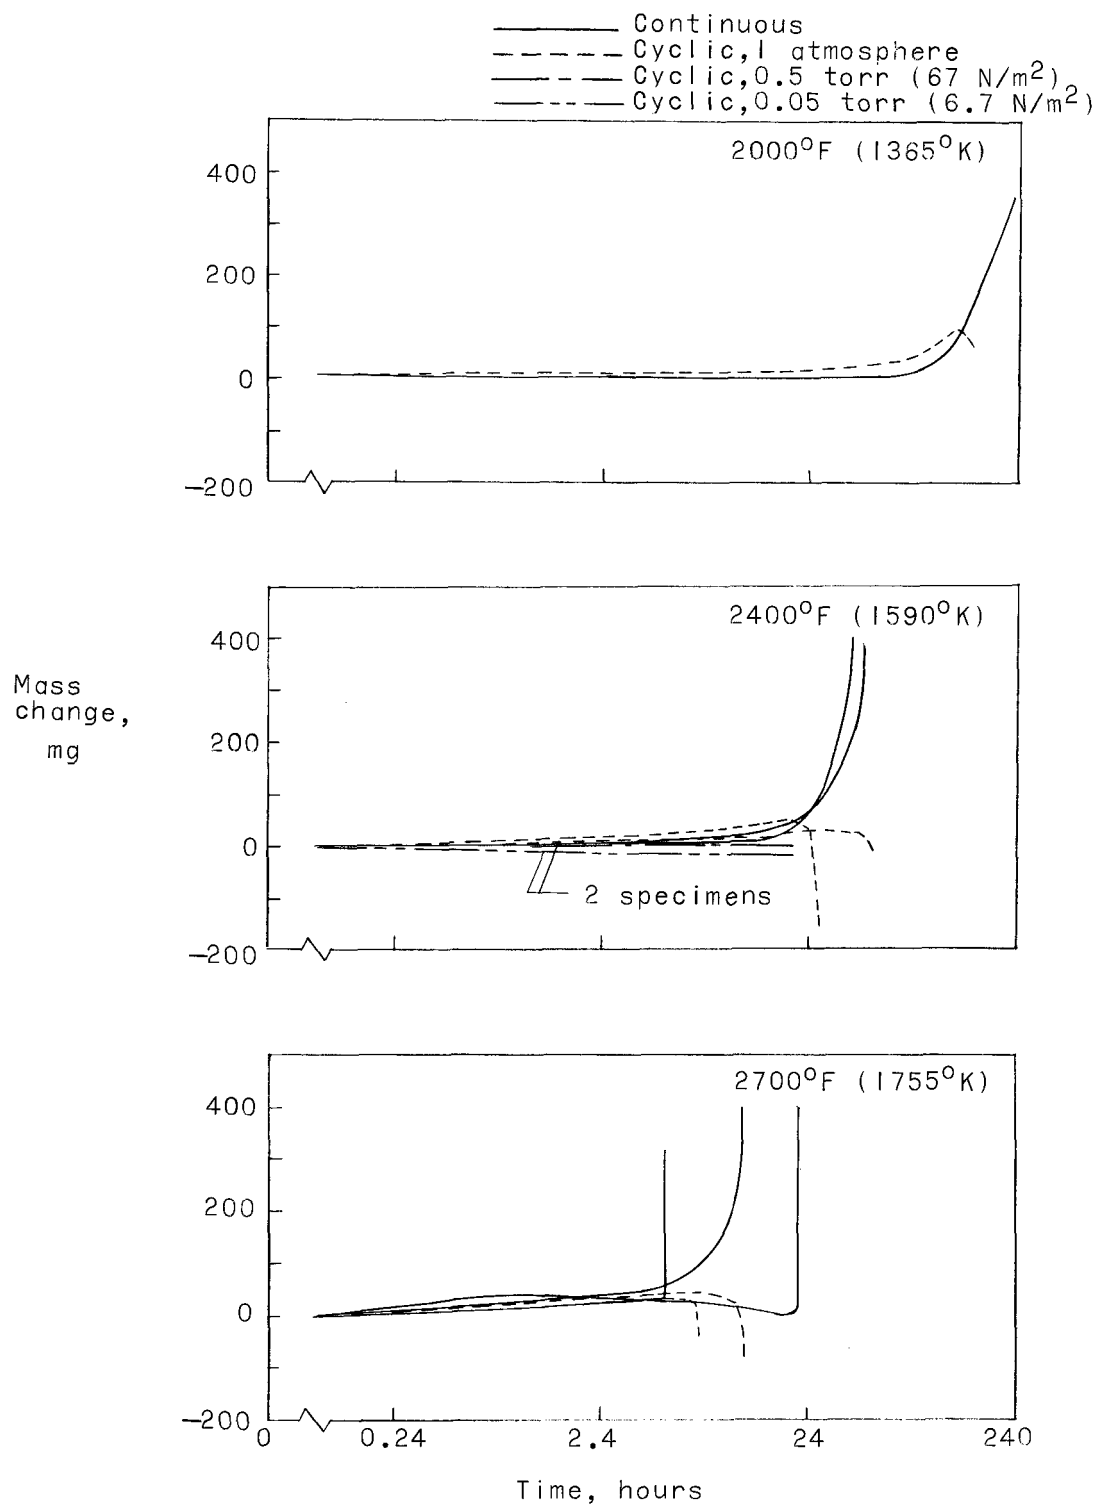 Continuous
Cyclic, 1 atmosphere
Cyclic, 0.5 torr (67 N/m²)
Cyclic, 0.05 torr (6.7 N/m²)
2000°F (1365°K)
400
200
0
-200
2400°F (1590°K)
400
Mass
change,
mg
200
0
2 specimens
-200
2700°F (1755°K)
400
200
0
-200
0 0.24 2.4 24 240
Time, hours